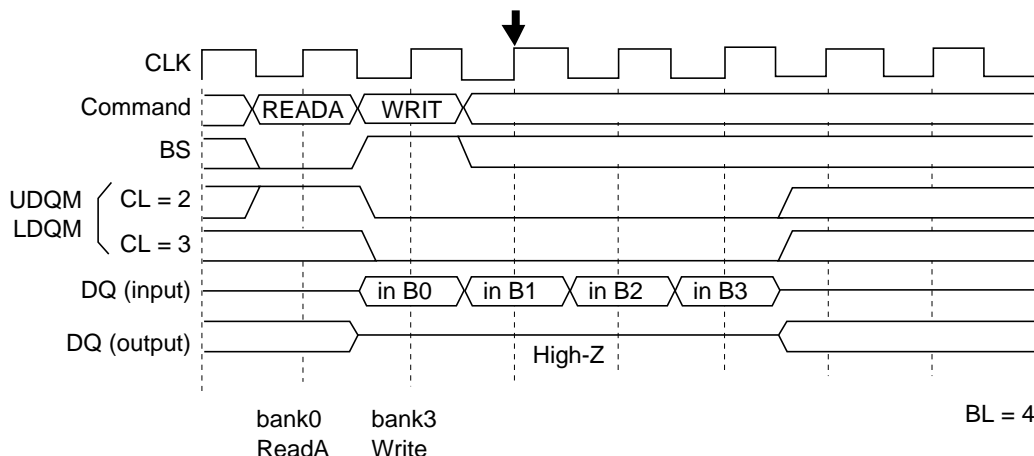 CLK
Command
READA
WRIT
BS
UDQM
LDQM
CL = 2
CL = 3
DQ (input)
in B0
in B1
in B2
in B3
DQ (output)
High-Z
bank0
ReadA
bank3
Write
BL = 4